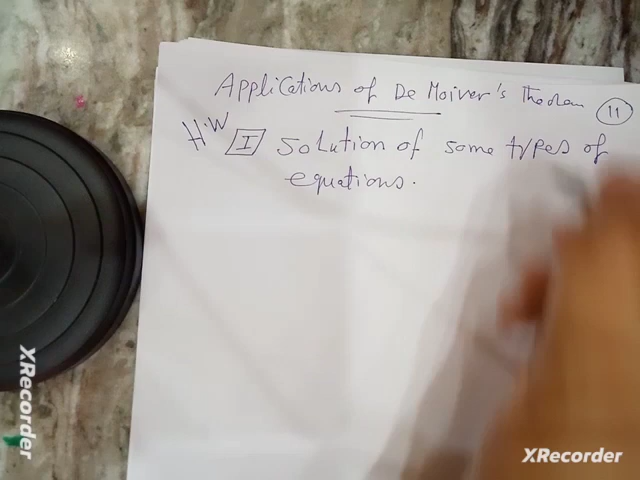 Applications of De Moiver's Theorem
11
H.W I Solution of some types of
equations.
XRecorder
XRecorder